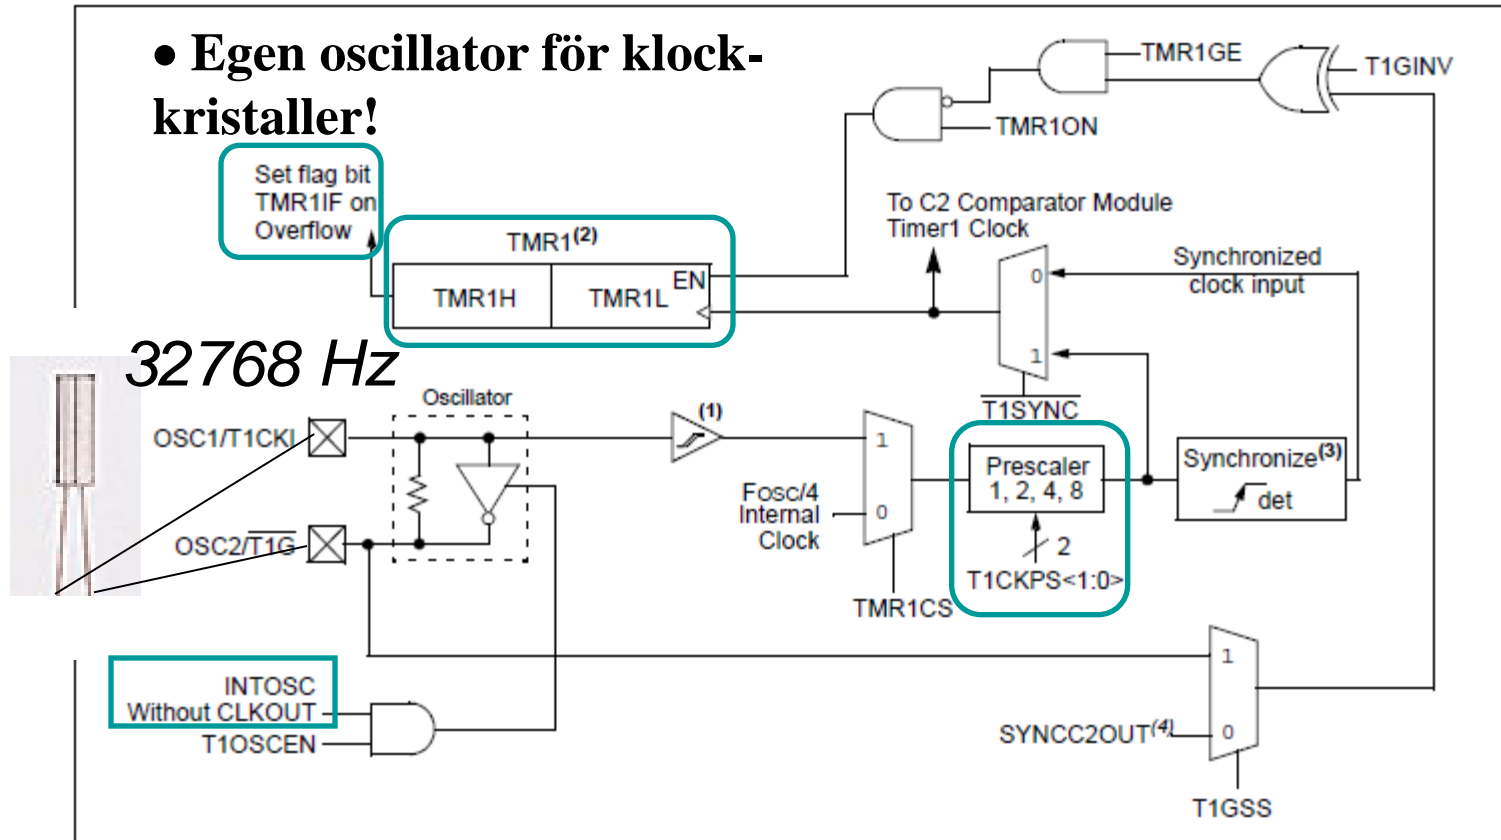 • Egen oscillator för klock-
kristaller!
TMR1GE
T1GINV
TMR1ON
Set flag bit
TMR1IF on
Overflow
TMR1(2)
To C2 Comparator Module
Timer1 Clock
EN
TMR1H
TMR1L
0
Synchronized
clock input
1
T1SYNC
32768 Hz
Oscillator
(1)
OSC1/T1CKI
1
Prescaler
1, 2, 4, 8
Synchronize(3)
det
Fosc/4
Internal
Clock
0
OSC2/T1G
2
T1CKPS<1:0>
TMR1CS
1
INTOSC
Without CLKOUT
T1OSCEN
SYNCC2OUT(4)
0
T1GSS